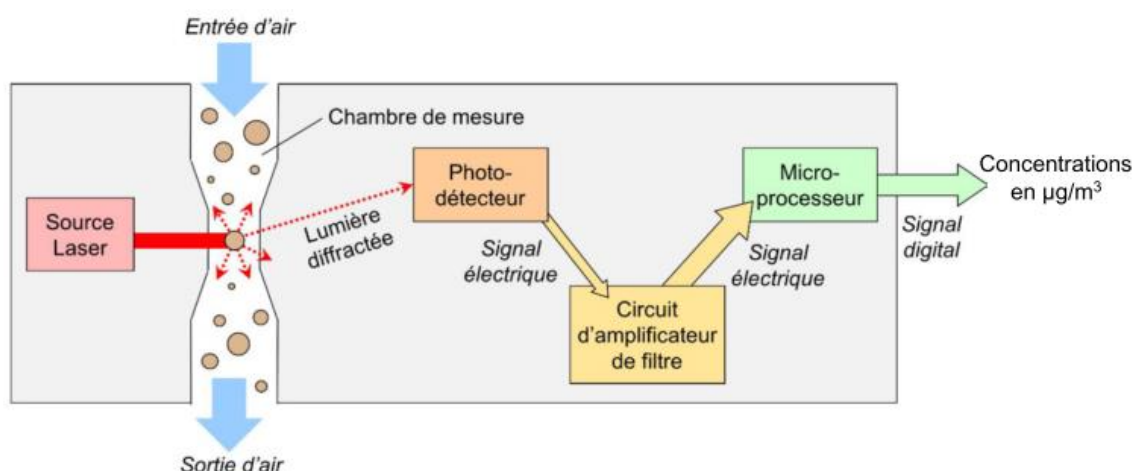 Entrée d'air
Chambre de mesure
Source
Laser
Lumière
diffractée
Photo-
détecteur
Signal
électrique
Circuit
d'amplificateur
de filtre
Signal
électrique
Micro-
processeur
Signal
digital
Concentrations
en µg/m³
Sortie d'air